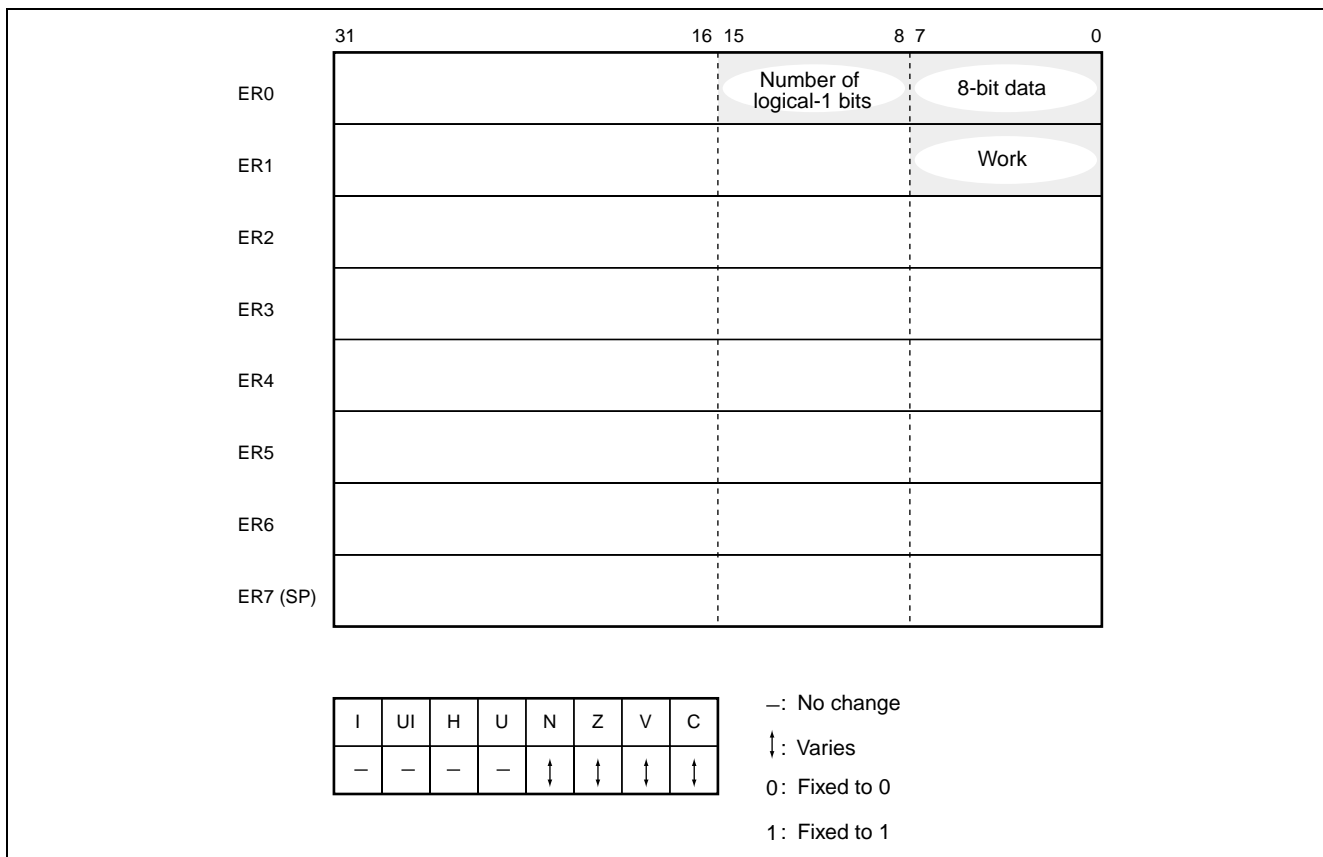 31 16 15 8 7 0
ER0 Number of logical-1 bits 8-bit data
ER1 Work
ER2
ER3
ER4
ER5
ER6
ER7 (SP)
I UI H U N Z V C
– – – – ↕ ↕ ↕ ↕
–: No change
↕: Varies
0: Fixed to 0
1: Fixed to 1